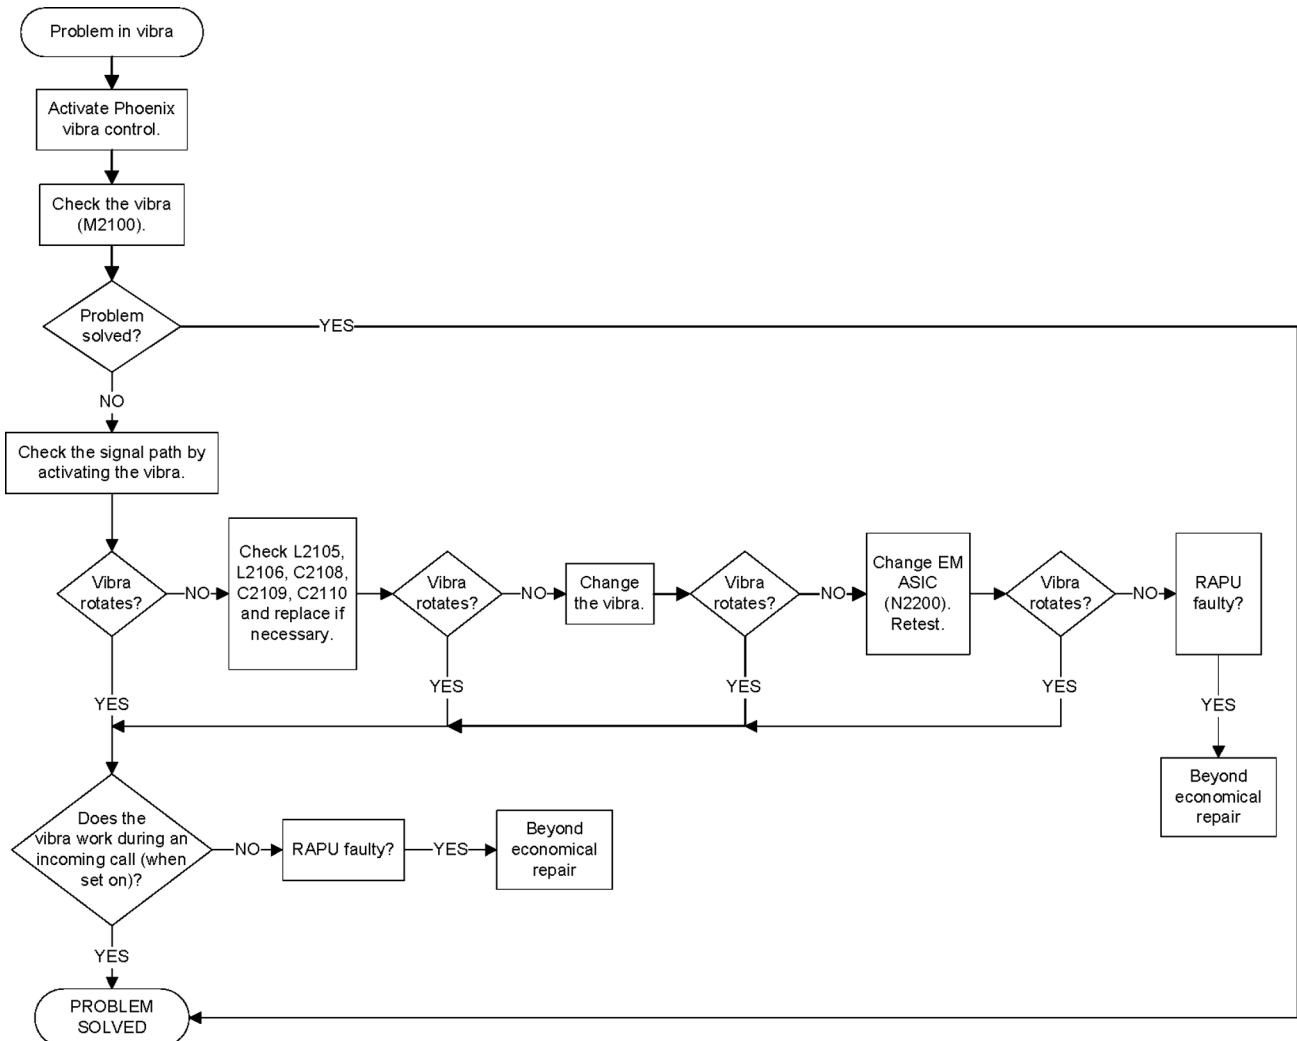 Problem in vibra
Activate Phoenix
vibra control.
Check the vibra
(M2100).
Problem
solved?
YES
NO
Check the signal path by
activating the vibra.
Vibra
rotates?
NO
Check L2105,
L2106, C2108,
C2109, C2110
and replace if
necessary.
Vibra
rotates?
NO
Change
the vibra.
Vibra
rotates?
NO
Change EM
ASIC
(N2200).
Retest.
Vibra
rotates?
NO
RAPU
faulty?
YES
YES
YES
YES
YES
Beyond
economical
repair
Does the
vibra work during an
incoming call (when
set on)?
NO
RAPU faulty?
YES
Beyond
economical
repair
YES
PROBLEM
SOLVED